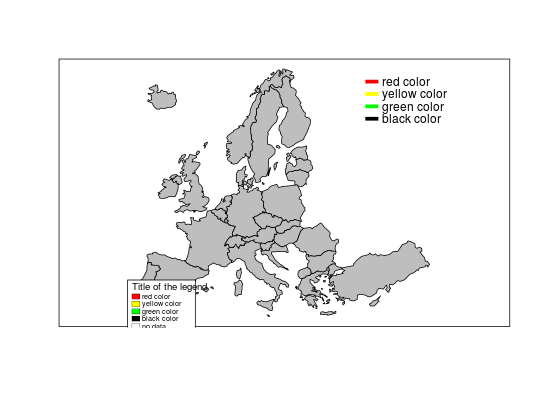 red color
yellow color
green color
black color
Title of the legend
red color
yellow color
green color
black color
no data